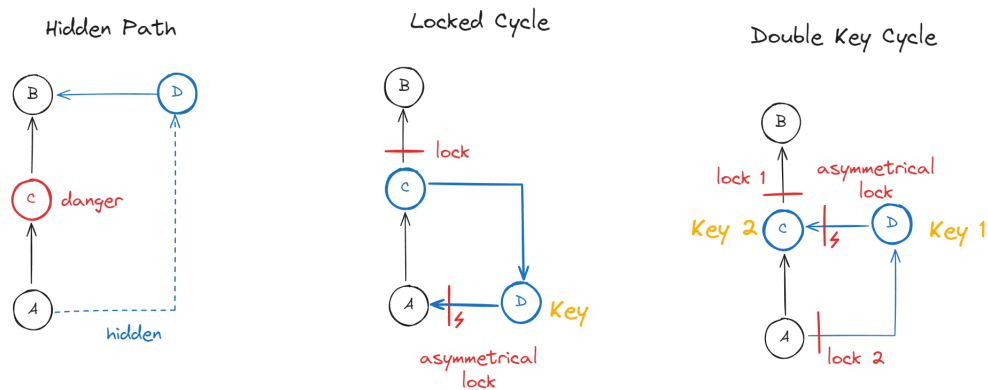 Hidden Path
B
D
C
danger
A
hidden
Locked Cycle
B
lock
C
A
D
Key
asymmetrical
lock
Double Key Cycle
B
lock 1
asymmetrical
lock
Key 2
C
D
Key 1
A
lock 2